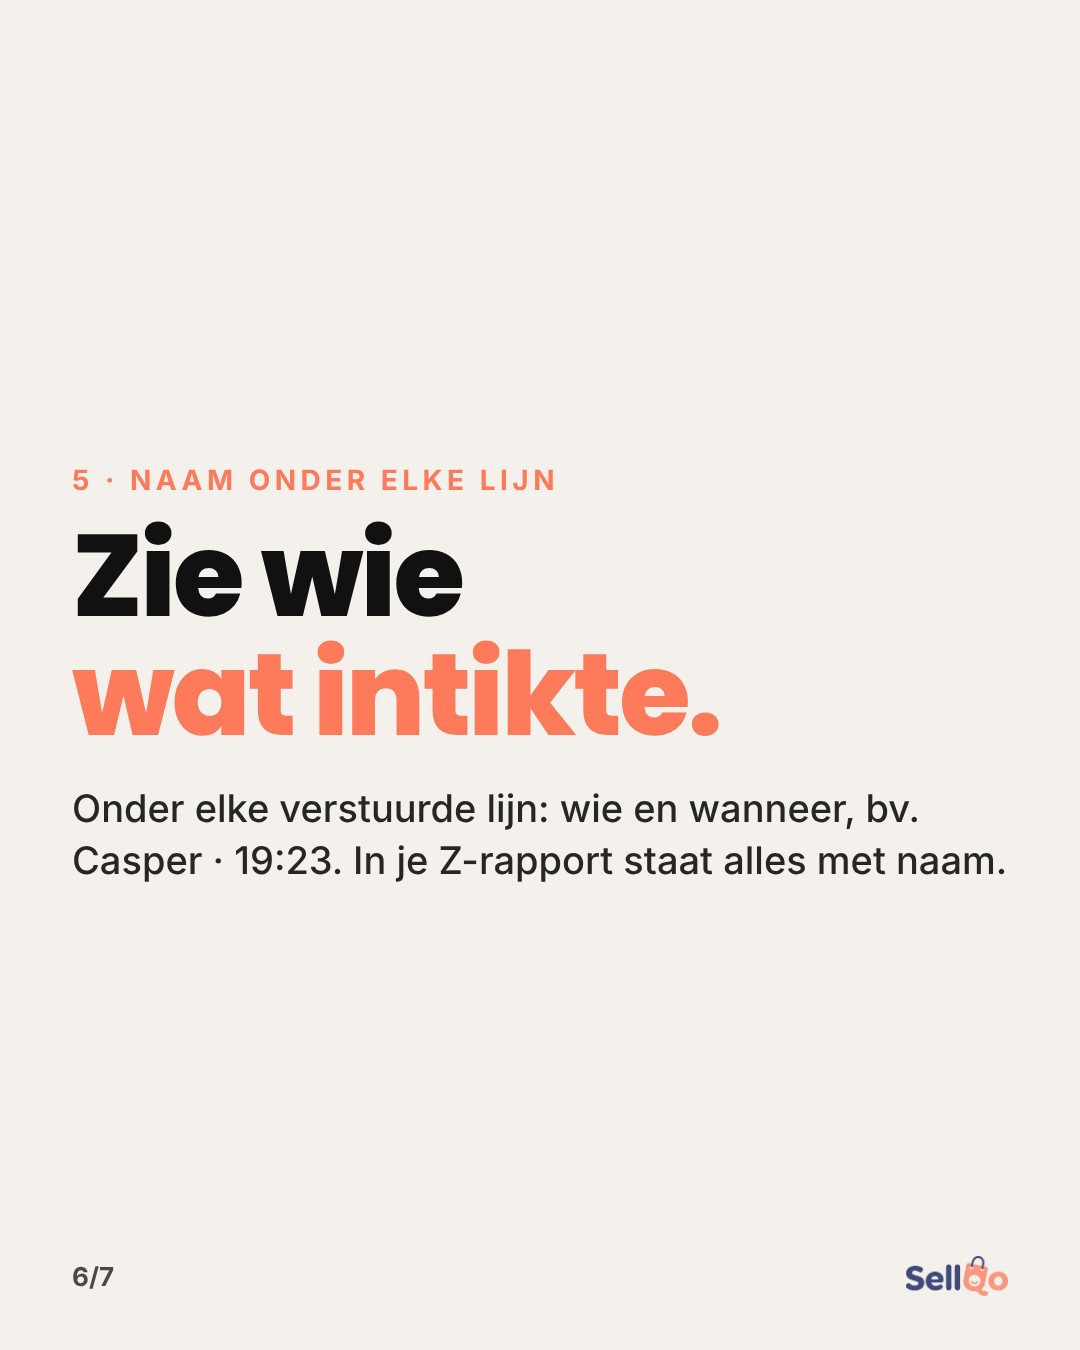 5 · NAAM ONDER ELKE LIJN
Zie wie
wat intikte.
Onder elke verstuurde lijn: wie en wanneer, bv.
Casper · 19:23. In je Z-rapport staat alles met naam.
6/7
SellQo